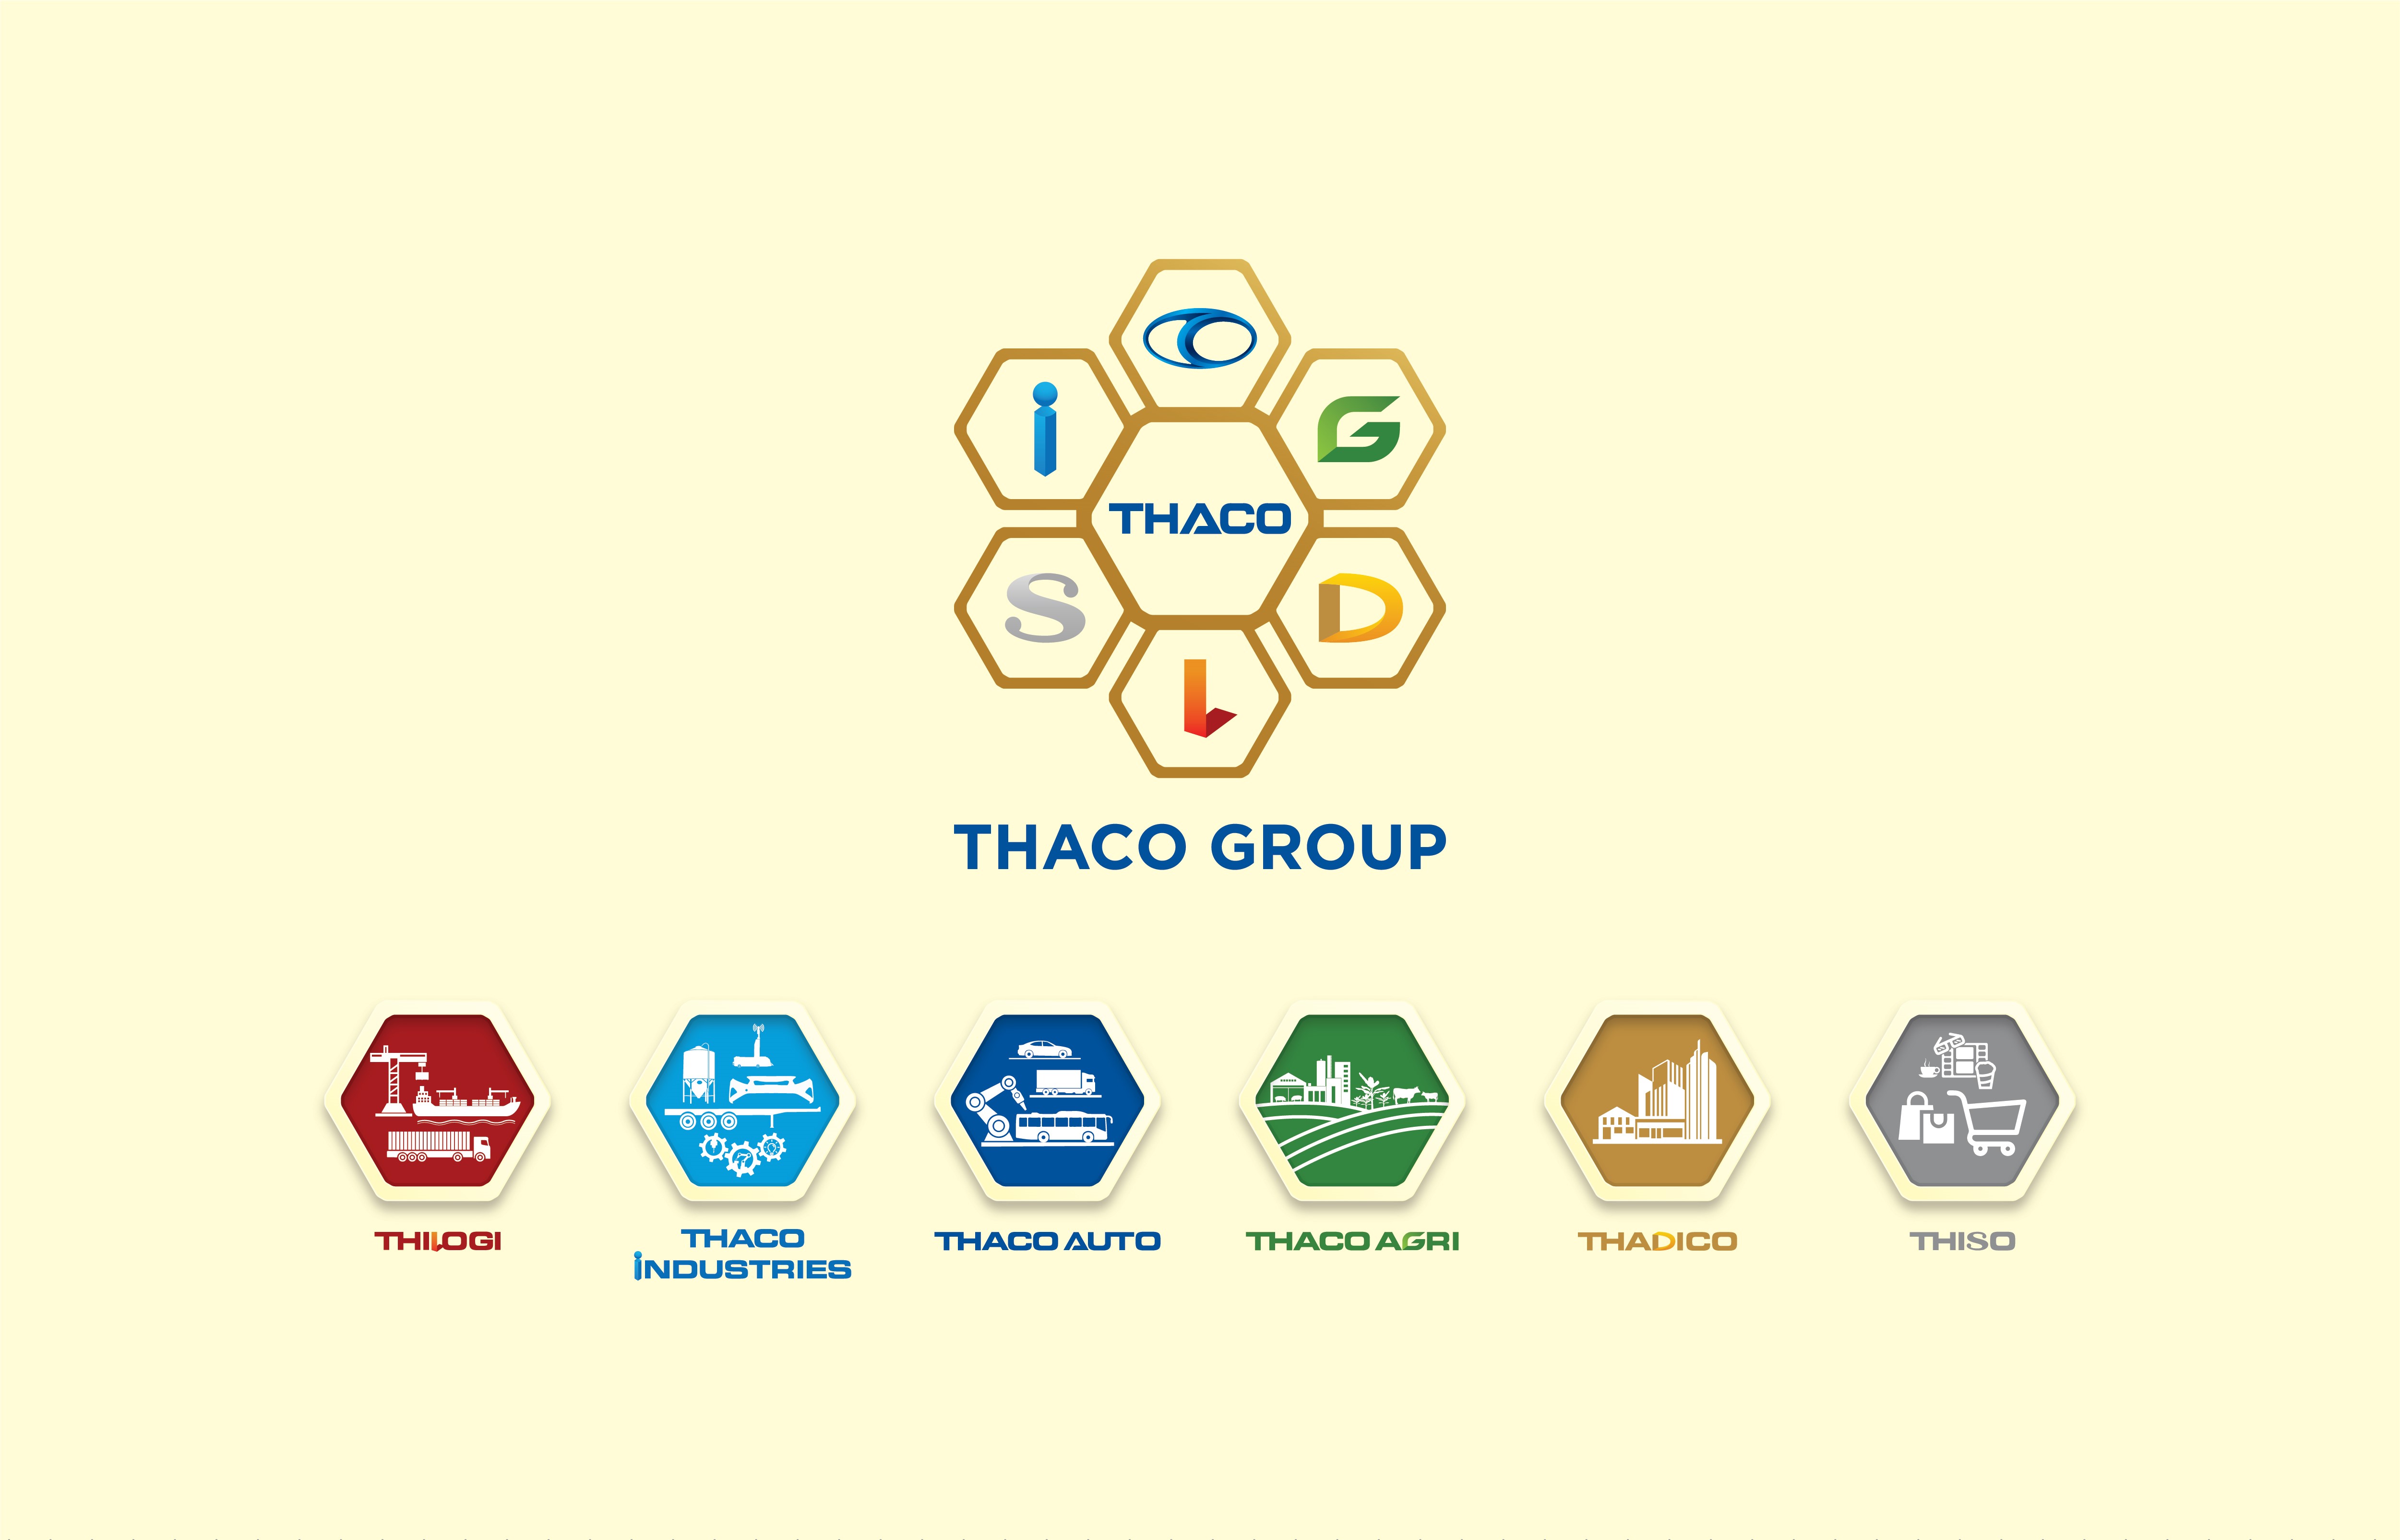 i
G
THACO
S
D
L
THACO GROUP
THILOGI
THACO
iNDUSTRIES
THACO AUTO
THACO AGRI
THADICO
THISO